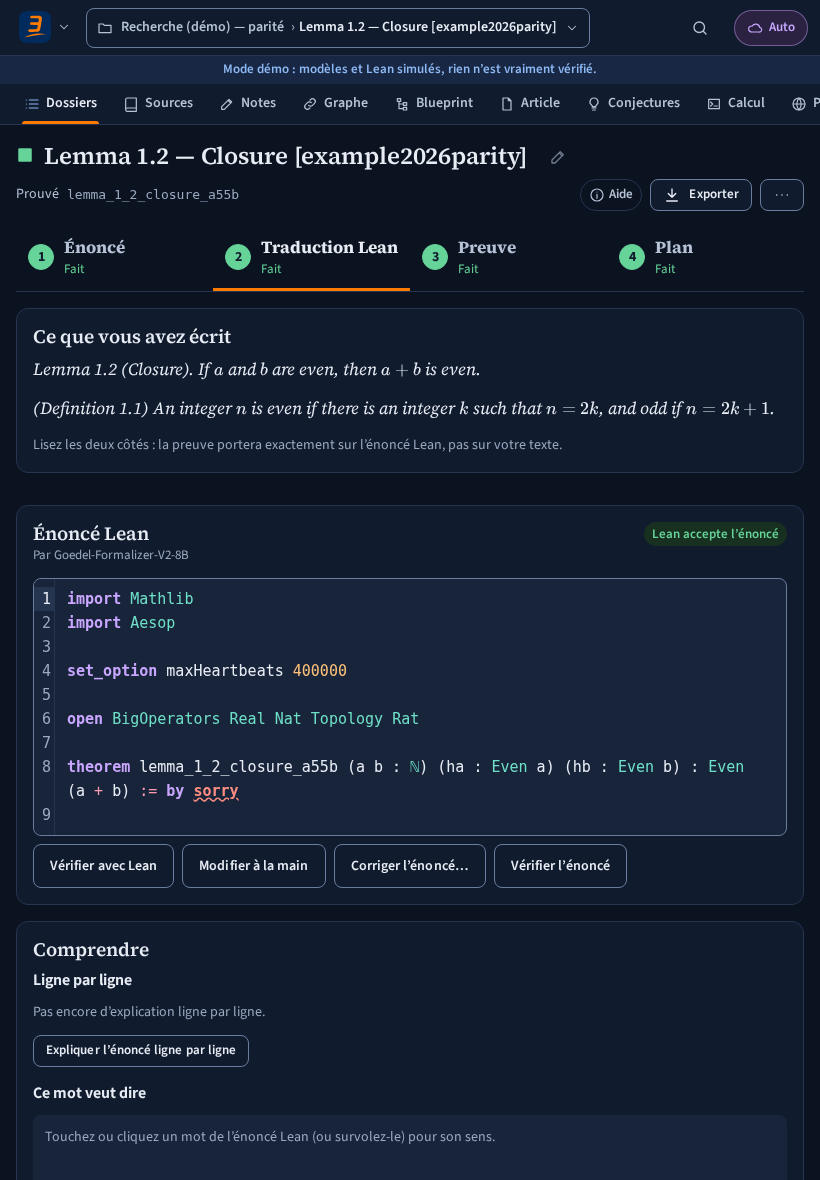 Recherche (démo) — parité › Lemma 1.2 — Closure [example2026parity]
Auto
Mode démo : modèles et Lean simulés, rien n’est vraiment vérifié.
Dossiers Sources Notes Graphe Blueprint Article Conjectures Calcul P
Lemma 1.2 — Closure [example2026parity]
Prouvé lemma_1_2_closure_a55b
Aide Exporter ...
1 Énoncé Fait
2 Traduction Lean Fait
3 Preuve Fait
4 Plan Fait
Ce que vous avez écrit
Lemma 1.2 (Closure). If a and b are even, then a + b is even.
(Definition 1.1) An integer n is even if there is an integer k such that n = 2k, and odd if n = 2k + 1.
Lisez les deux côtés : la preuve portera exactement sur l’énoncé Lean, pas sur votre texte.
Énoncé Lean
Lean accepte l’énoncé
Par Goedel-Formalizer-V2-8B
1 import Mathlib
2 import Aesop
3
4 set_option maxHeartbeats 400000
5
6 open BigOperators Real Nat Topology Rat
7
8 theorem lemma_1_2_closure_a55b (a b : ℕ) (ha : Even a) (hb : Even b) : Even
(a + b) := by sorry
9
Vérifier avec Lean Modifier à la main Corriger l’énoncé… Vérifier l’énoncé
Comprendre
Ligne par ligne
Pas encore d’explication ligne par ligne.
Expliquer l’énoncé ligne par ligne
Ce mot veut dire
Touchez ou cliquez un mot de l’énoncé Lean (ou survolez-le) pour son sens.